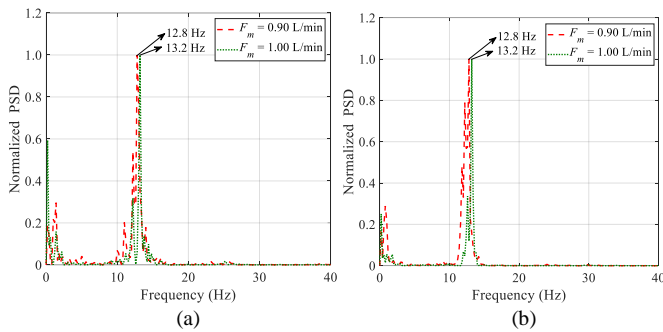 1.2
1.0
0.8
0.6
0.4
0.2
0
0
10
20
30
40
Normalized PSD
Frequency (Hz)
12.8 Hz
13.2 Hz
F_m = 0.90 L/min
F_m = 1.00 L/min
(a)
1.2
1.0
0.8
0.6
0.4
0.2
0
0
10
20
30
40
Normalized PSD
Frequency (Hz)
12.8 Hz
13.2 Hz
F_m = 0.90 L/min
F_m = 1.00 L/min
(b)